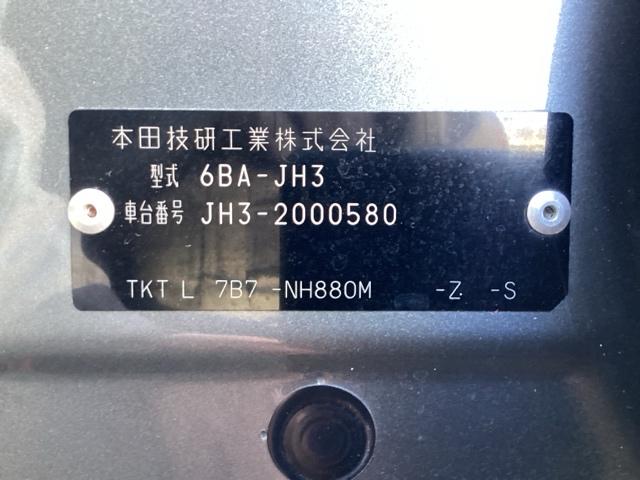 本田技研工業株式会社
型式 6BA-JH3
車台番号 JH3-2000580
TKT L 7B7 -NH880M -Z -S